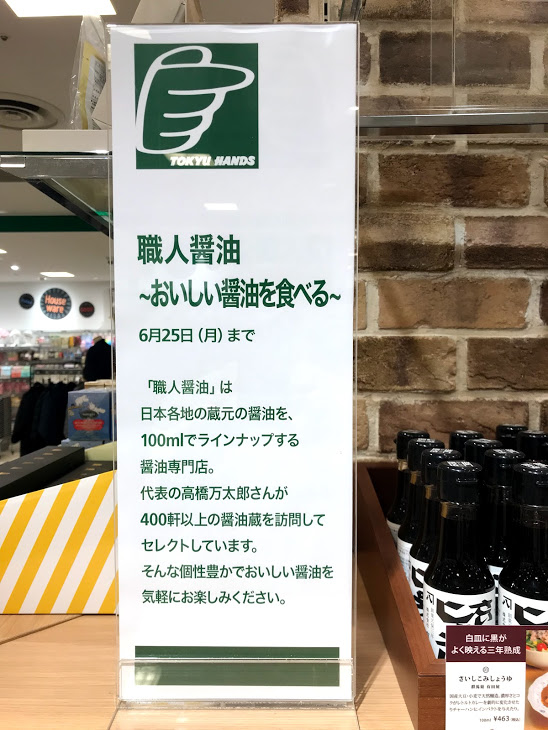 TOKYU HANDS
職人醤油
~おいしい醤油を食べる~
6月25日(月)まで
「職人醤油」は
日本各地の蔵元の醤油を、
100mlでラインナップする
醤油専門店。
代表の高橋万太郎さんが
400軒以上の醤油蔵を訪問して
セレクトしています。
そんな個性豊かでおいしい醤油を
気軽にお楽しみください。
House
ware
白皿に黒が
よく映える三年熟成
さいしこみしょうゆ
¥463